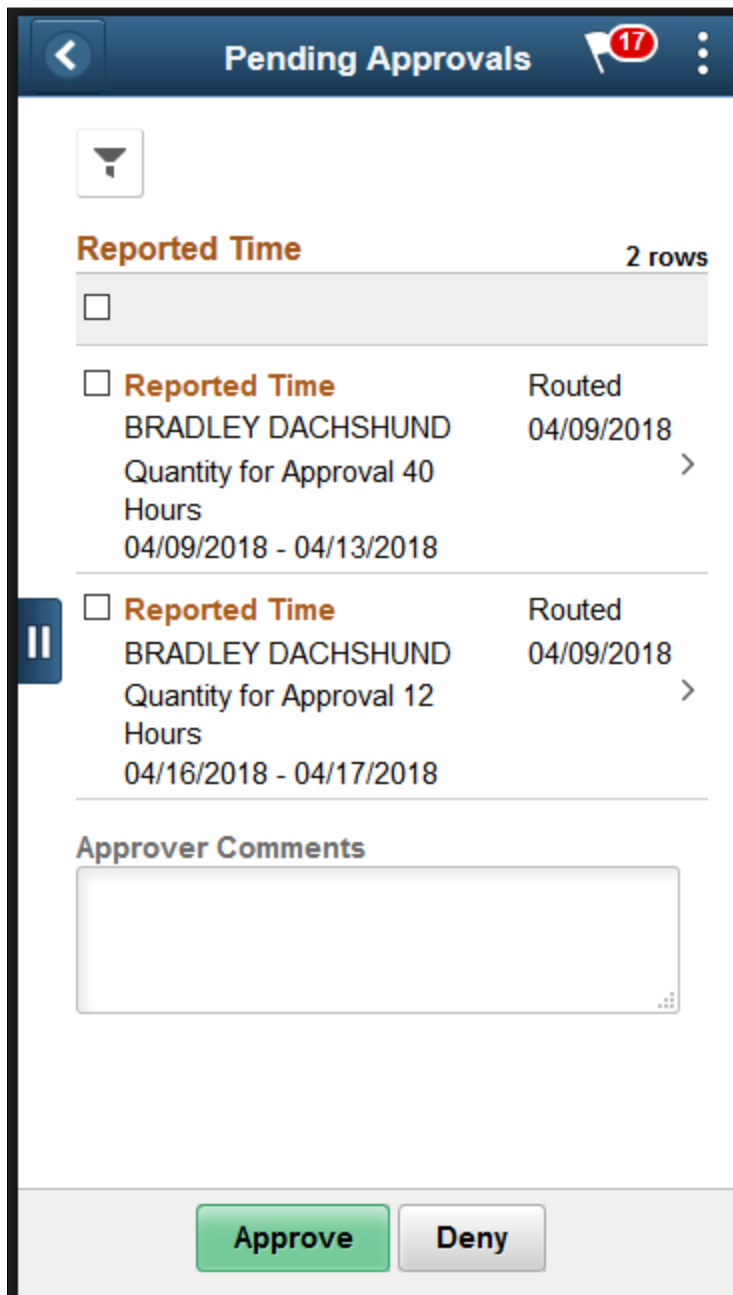 Pending Approvals 17
Reported Time 2 rows
Reported Time Routed
BRADLEY DACHSHUND 04/09/2018
Quantity for Approval 40
Hours
04/09/2018 - 04/13/2018
Reported Time Routed
BRADLEY DACHSHUND 04/09/2018
Quantity for Approval 12
Hours
04/16/2018 - 04/17/2018
Approver Comments
Approve Deny